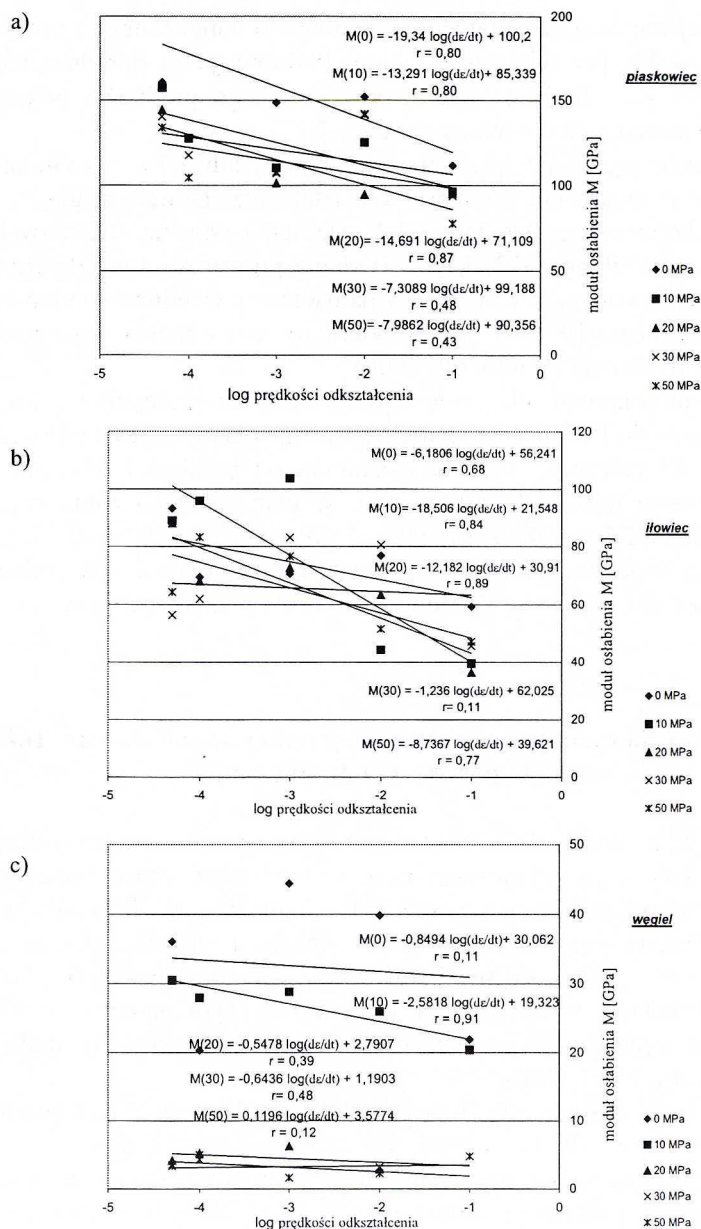 a)
M(0) = -19,34 log(dε/dt) + 100,2
r = 0,80
M(10) = -13,291 log(dε/dt)+ 85,339
r = 0,80
M(20)= -14,691 log(dε/dt) + 71,109
r = 0,87
M(30) = -7,3089 log(dε/dt) + 99,188
r = 0,48
M(50)= -7,9862 log(dε/dt) + 90,356
r = 0,43
200
150
100
50
0
moduł osłabienia M [GPa]
-5
-4
-3
-2
-1
0
log prędkości odkształcenia
piaskowiec
0 MPa
10 MPa
20 MPa
30 MPa
50 MPa
b)
M(0)= -6,1806 log(dε/dt) + 56,241
r = 0,68
M(10)= -18,506 log(dε/dt) + 21,548
r = 0,84
M(20)= -12,182 log(dε/dt) + 30,91
r = 0,89
M(30) = -1,236 log(dε/dt) + 62,025
r= 0,11
M(50)= -8,7367 log(dε/dt) + 39,621
r = 0,77
120
100
80
60
40
20
0
moduł osłabienia M [GPa]
-5
-4
-3
-2
-1
0
log prędkości odkształcenia
iłowiec
0 MPa
10 MPa
20 MPa
30 MPa
50 MPa
c)
M(0)= -0,8494 log(dε/dt)+ 30,062
r = 0,11
M(10)= -2,5818 log(dε/dt) + 19,323
r = 0,91
M(20)= -0,5478 log(dε/dt) + 2,7907
r = 0,39
M(30) = -0,6436 log(dε/dt) + 1,1903
r= 0,48
M(50)= 0,1196 log(dε/dt) + 3,5774
r = 0,12
50
40
30
20
10
0
moduł osłabienia M [GPa]
-5
-4
-3
-2
-1
0
log prędkości odkształcenia
węgiel
0 MPa
10 MPa
20 MPa
30 MPa
50 MPa